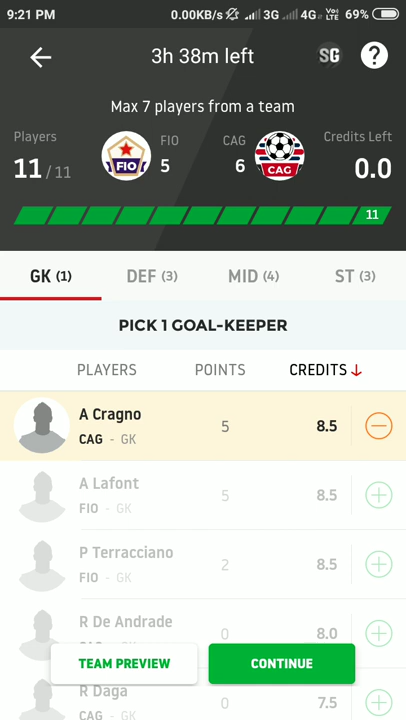 9:21 PM 0.00KB/s 3G 4G VoLTE 69%
3h 38m left SG ?
Max 7 players from a team
Players FIO CAG Credits Left
11 / 11 FIO 5 6 CAG 0.0
11
GK (1) DEF (3) MID (4) ST (3)
PICK 1 GOAL-KEEPER
PLAYERS POINTS CREDITS
A Cragno
CAG - GK 5 8.5
A Lafont
FIO - GK 5 8.5
P Terracciano
FIO - GK 2 8.5
R De Andrade
0 8.0
TEAM PREVIEW CONTINUE
R Daga
CAG - GK 0 7.5